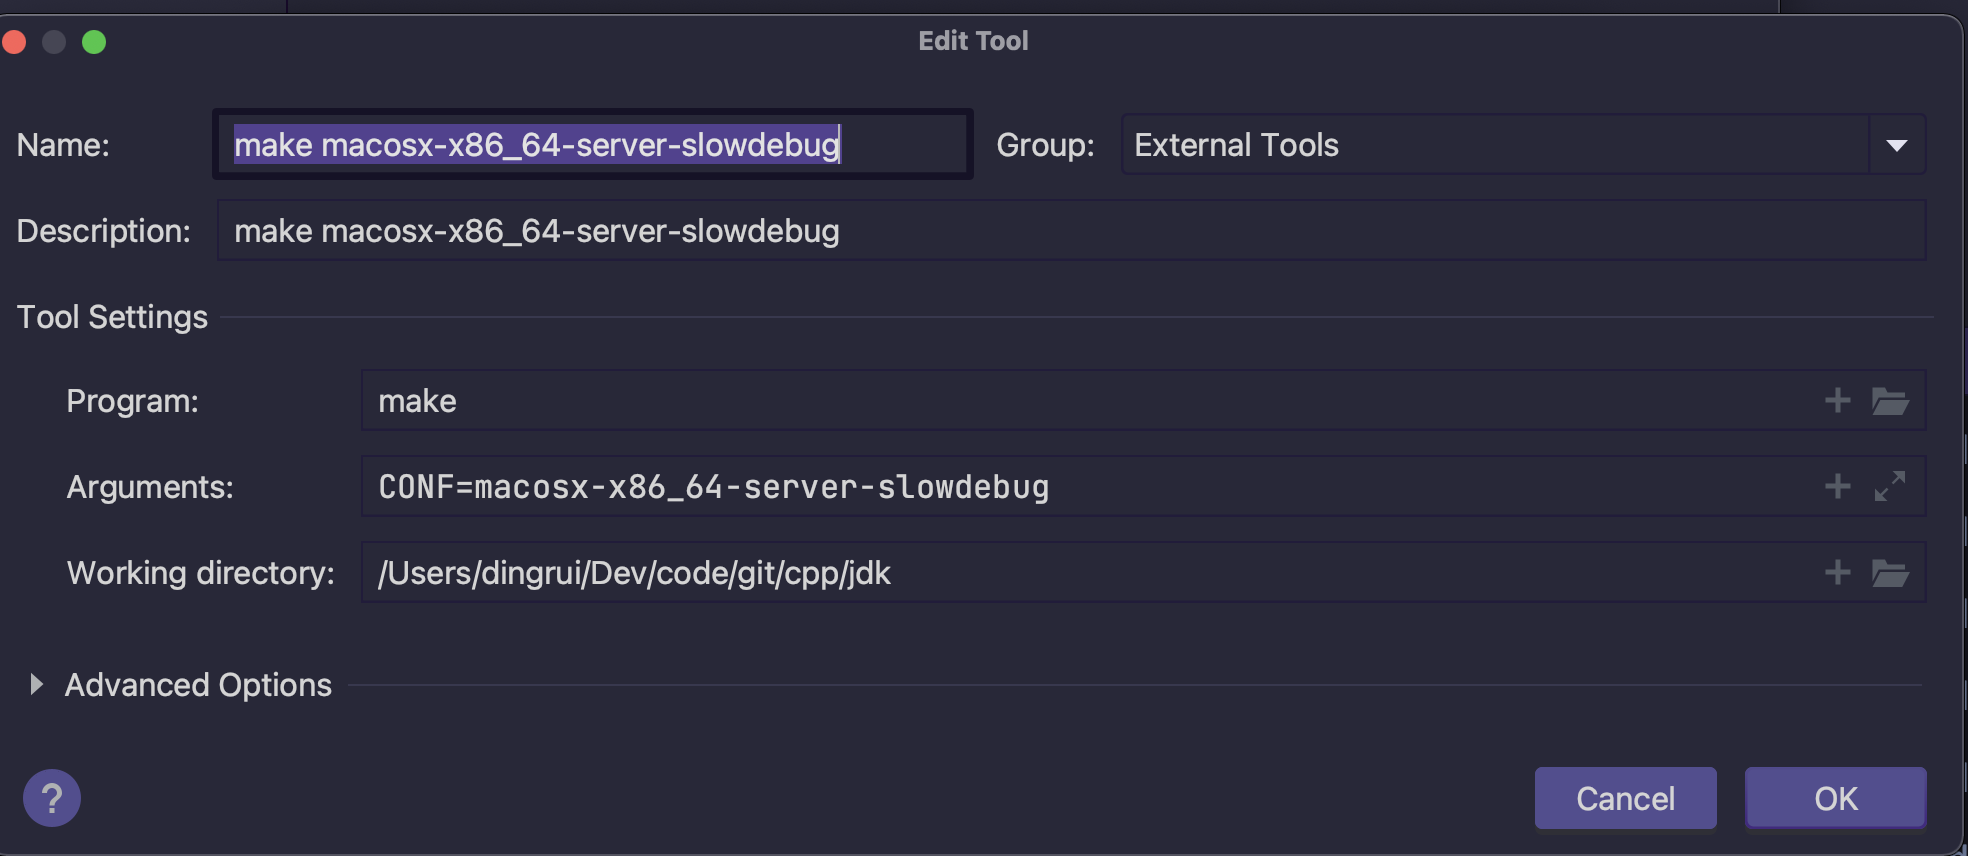 Edit Tool
Name: make macosx-x86_64-server-slowdebug Group: External Tools
Description: make macosx-x86_64-server-slowdebug
Tool Settings
Program: make
Arguments: CONF=macosx-x86_64-server-slowdebug
Working directory: /Users/dingrui/Dev/code/git/cpp/jdk
Advanced Options
? Cancel OK